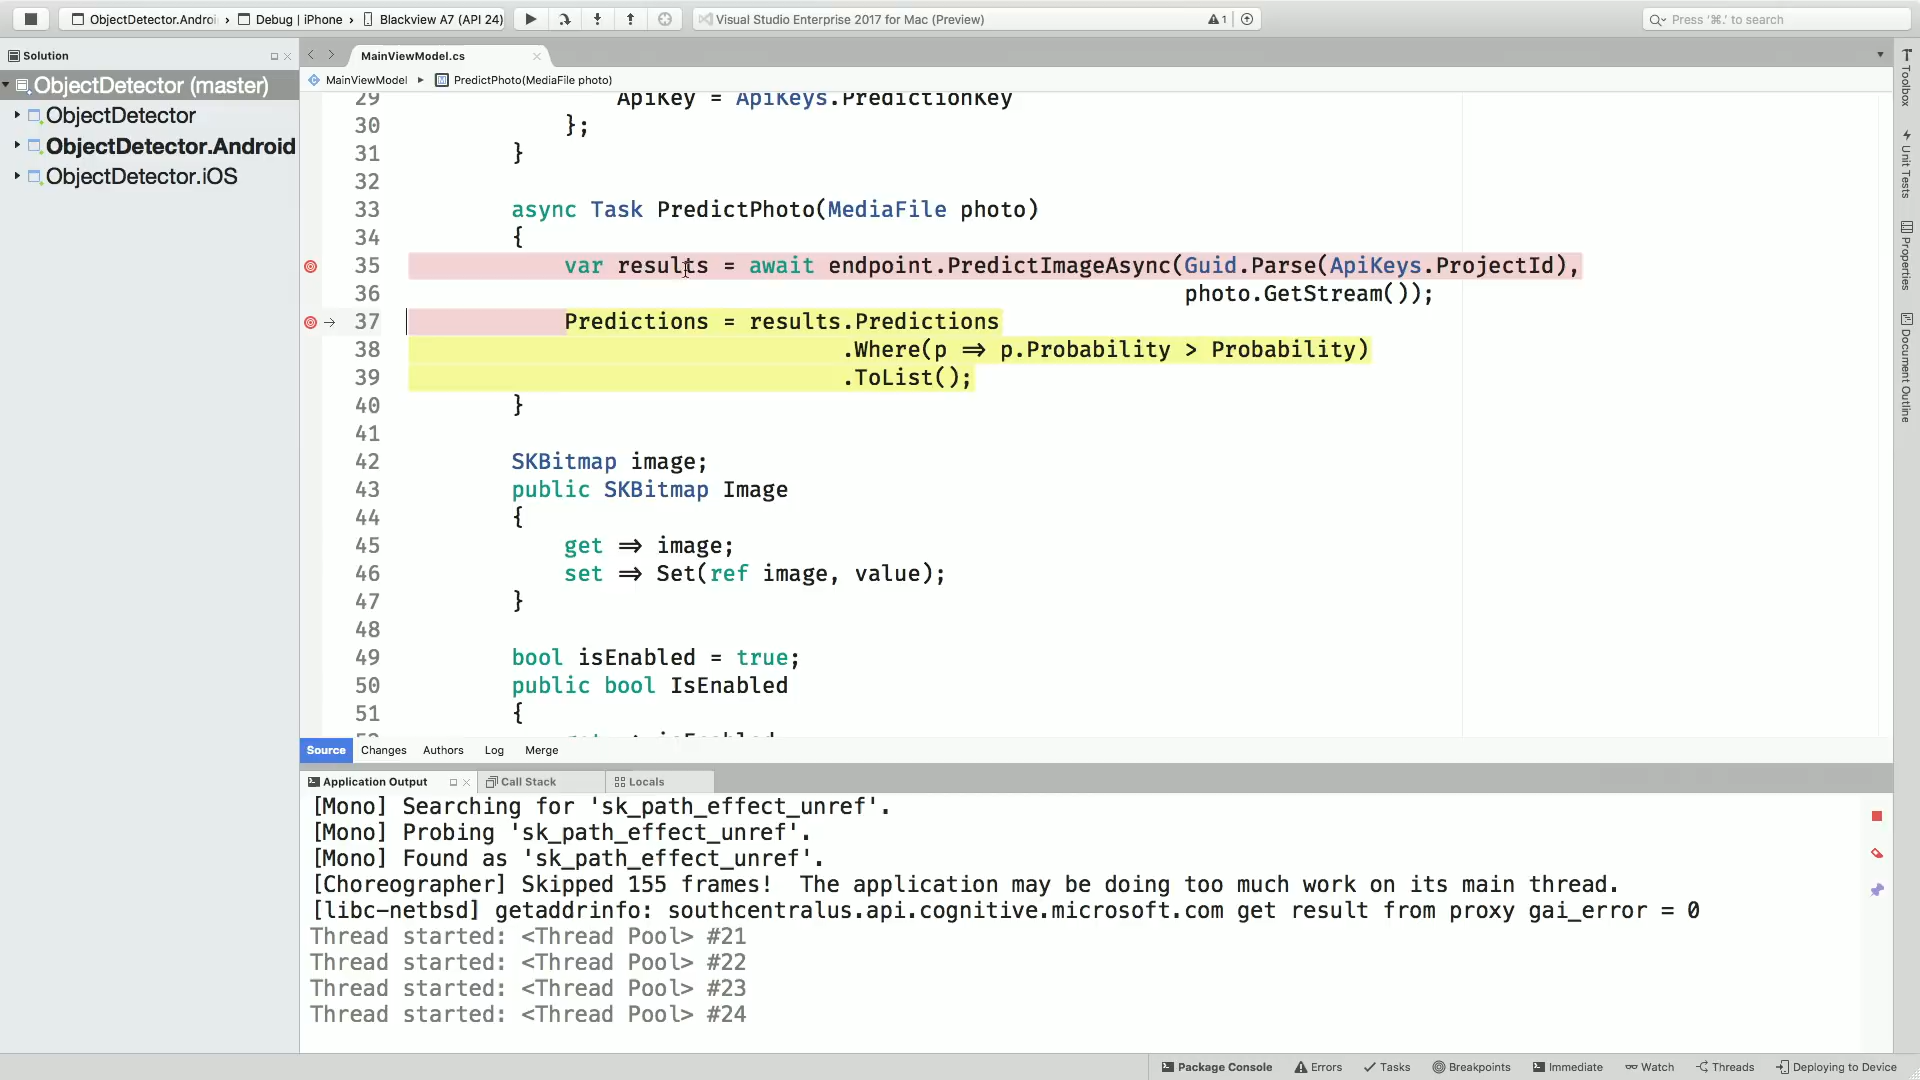 ObjectDetector.Androi › Debug | iPhone › Blackview A7 (API 24)
Visual Studio Enterprise 2017 for Mac (Preview)
1
Press '⌘.' to search
Solution
MainViewModel.cs
ObjectDetector (master)
ObjectDetector
ObjectDetector.Android
ObjectDetector.iOS
MainViewModel ▸ PredictPhoto(MediaFile photo)
29 ApiKey = ApiKeys.PredictionKey
30 };
31 }
32
33 async Task PredictPhoto(MediaFile photo)
34 {
35 var results = await endpoint.PredictImageAsync(Guid.Parse(ApiKeys.ProjectId),
36 photo.GetStream());
37 Predictions = results.Predictions
38 .Where(p => p.Probability > Probability)
39 .ToList();
40 }
41
42 SKBitmap image;
43 public SKBitmap Image
44 {
45 get => image;
46 set => Set(ref image, value);
47 }
48
49 bool isEnabled = true;
50 public bool IsEnabled
51 {
Source Changes Authors Log Merge
Application Output
Call Stack
Locals
[Mono] Searching for 'sk_path_effect_unref'.
[Mono] Probing 'sk_path_effect_unref'.
[Mono] Found as 'sk_path_effect_unref'.
[Choreographer] Skipped 155 frames!  The application may be doing too much work on its main thread.
[libc-netbsd] getaddrinfo: southcentralus.api.cognitive.microsoft.com get result from proxy gai_error = 0
Thread started: <Thread Pool> #21
Thread started: <Thread Pool> #22
Thread started: <Thread Pool> #23
Thread started: <Thread Pool> #24
Toolbox
Unit Tests
Properties
Document Outline
Package Console Errors Tasks Breakpoints Immediate Watch Threads Deploying to Device